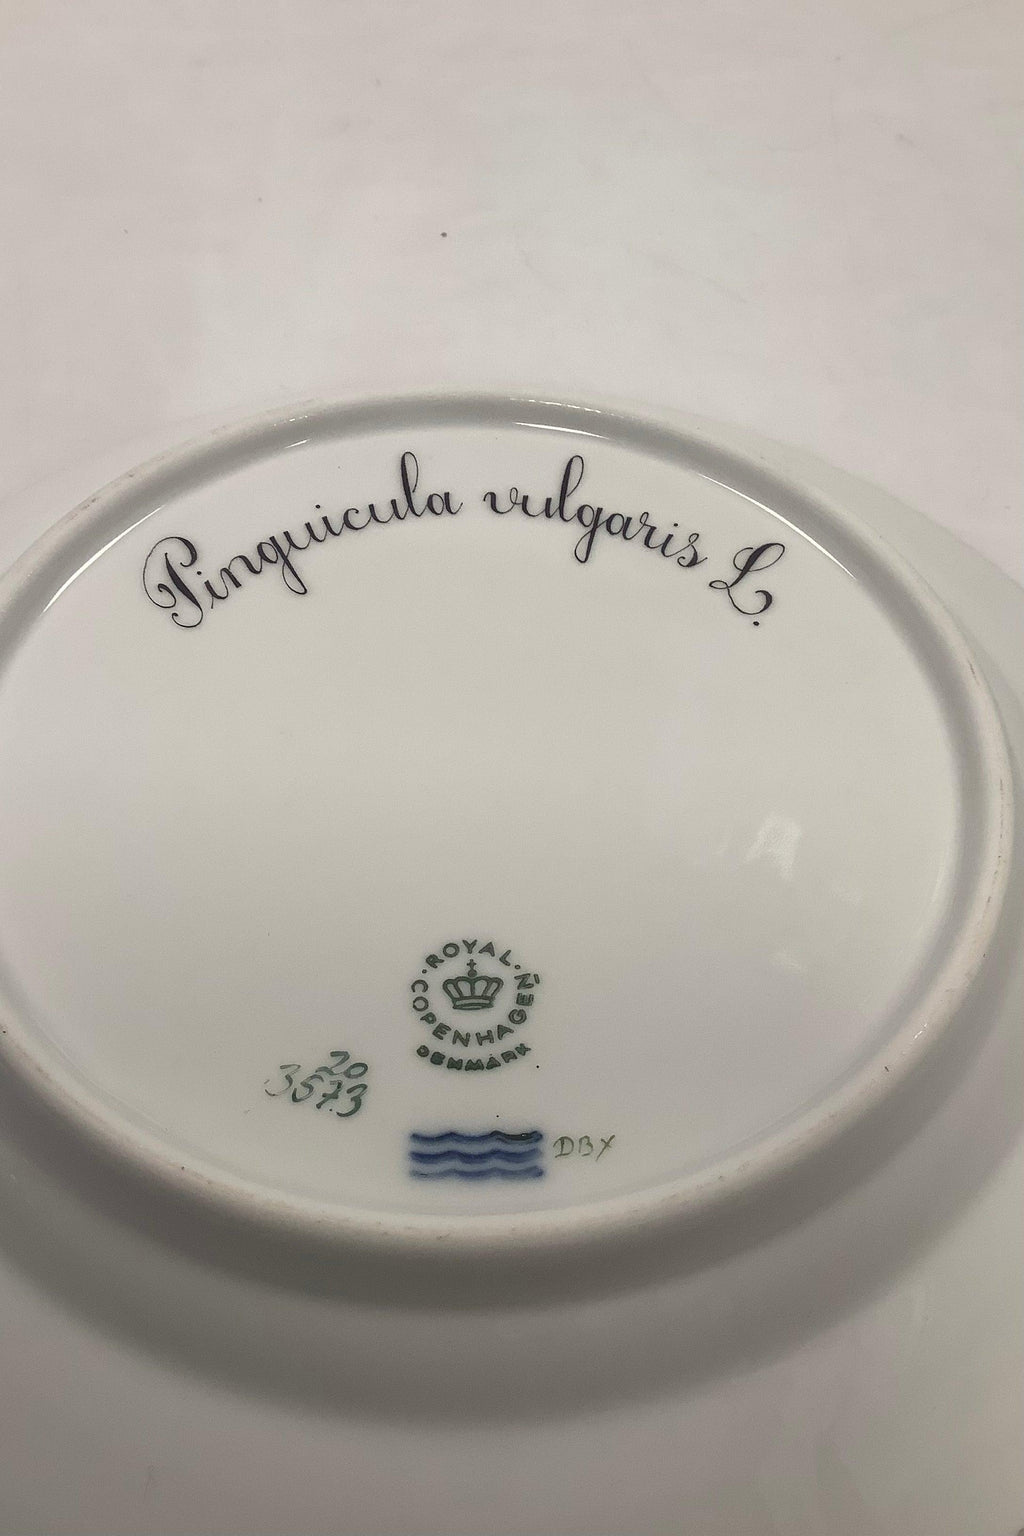 Pinguicula vulgaris L.
ROYAL
COPENHAGEN
DENMARK
20
3573
DBX